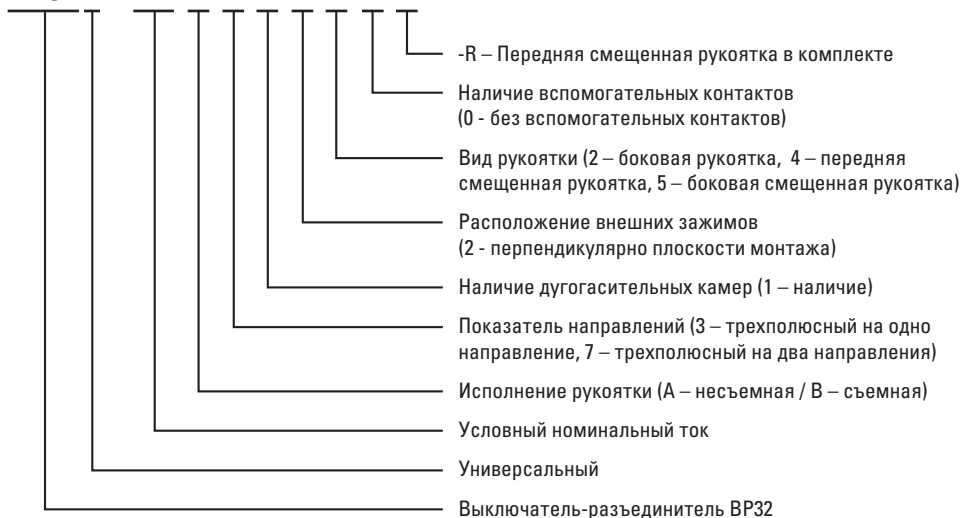 -R – Передняя смещенная рукоятка в комплекте
Наличие вспомогательных контактов
(0 - без вспомогательных контактов)
Вид рукоятки (2 – боковая рукоятка, 4 – передняя
смещенная рукоятка, 5 – боковая смещенная рукоятка)
Расположение внешних зажимов
(2 - перпендикулярно плоскости монтажа)
Наличие дугогасительных камер (1 – наличие)
Показатель направлений (3 – трехполюсный на одно
направление, 7 – трехполюсный на два направления)
Исполнение рукоятки (А – несъемная / В – съемная)
Условный номинальный ток
Универсальный
Выключатель-разъединитель ВР32